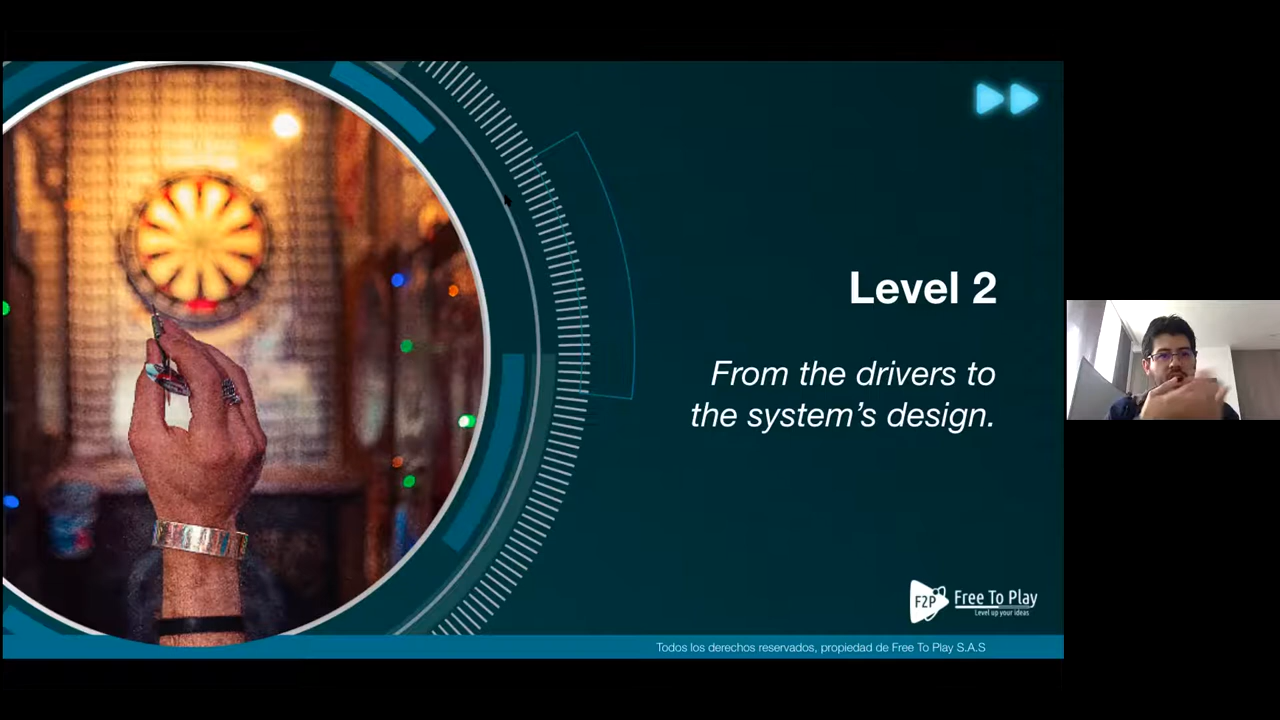 Level 2
From the drivers to
the system’s design.
F2P
Free To Play
Level up your ideas
Todos los derechos reservados, propiedad de Free To Play S.A.S